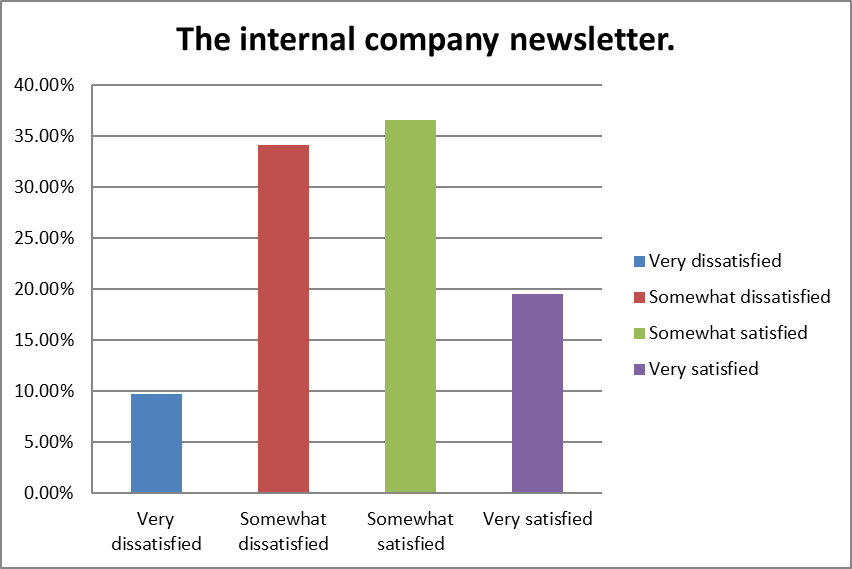 The internal company newsletter.
40.00%
35.00%
30.00%
25.00%
20.00%
15.00%
10.00%
5.00%
0.00%
Very
dissatisfied
Somewhat
dissatisfied
Somewhat
satisfied
Very satisfied
Very dissatisfied
Somewhat dissatisfied
Somewhat satisfied
Very satisfied